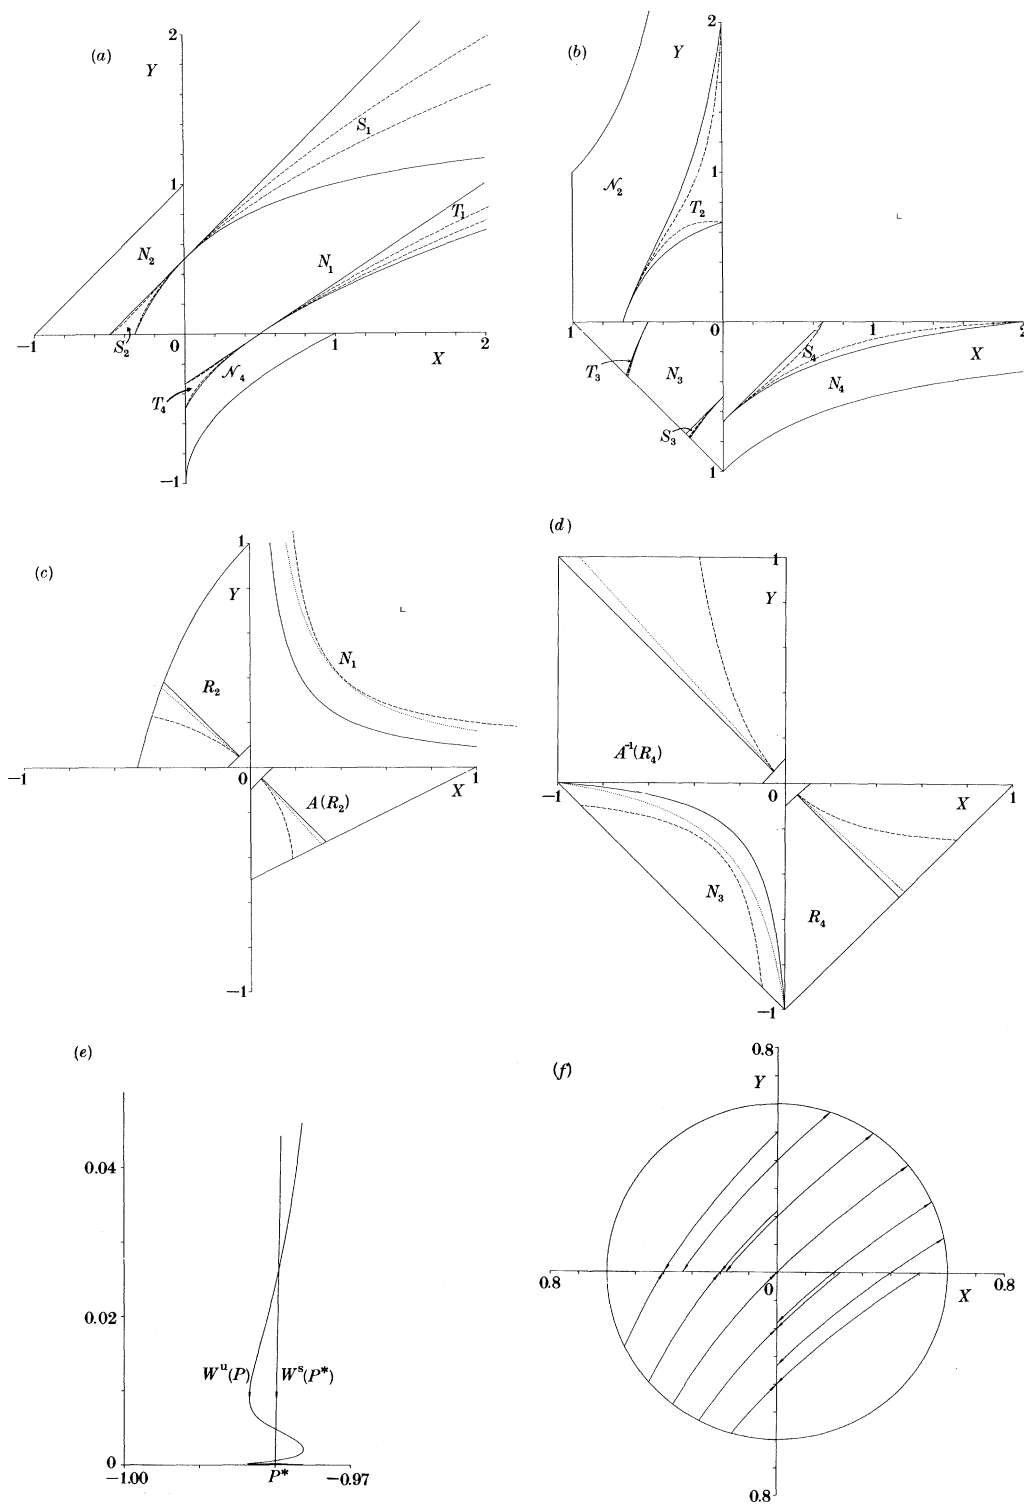 (a)
2
Y
S₁
1
T₁
N₂
N₁
−1
0
X
2
S₂
𝒩₄
T₄
−1
(b)
2
Y
𝒩₂
1
T₂
1
0
1
2
T₃
S₄
X
N₃
N₄
S₃
1
(c)
1
Y
N₁
R₂
−1
0
1
X
A(R₂)
−1
(d)
1
Y
A⁻¹(R₄)
−1
0
X
1
N₃
R₄
−1
(e)
0.04
0.02
Wᵘ(P)
Wˢ(P*)
0
−1.00
P*
−0.97
(f)
0.8
Y
0.8
0
X
0.8
0.8